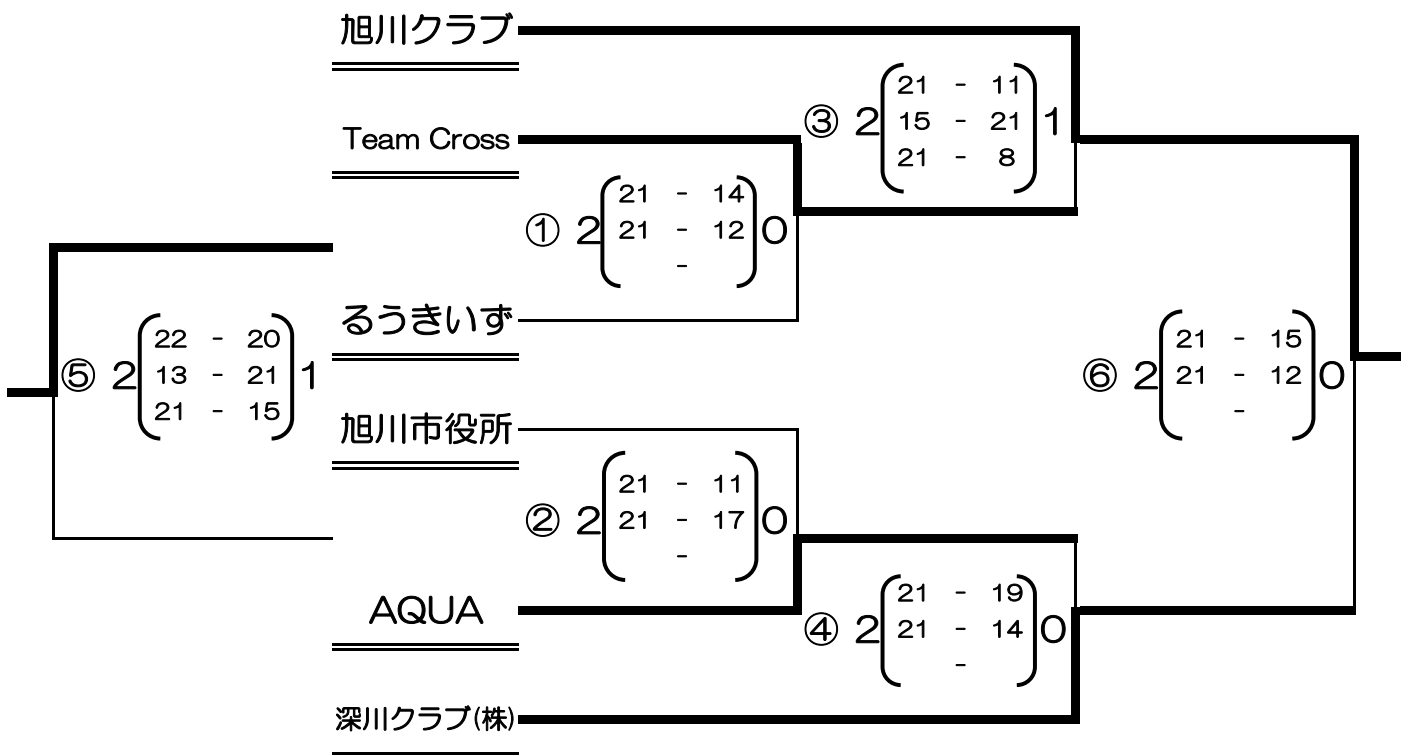 旭川クラブ
Team Cross
るうきいず
旭川市役所
AQUA
深川クラブ(株)
① 2 0
21 - 14
21 - 12
-
② 2 0
21 - 11
21 - 17
-
③ 2 1
21 - 11
15 - 21
21 - 8
④ 2 0
21 - 19
21 - 14
-
⑤ 2 1
22 - 20
13 - 21
21 - 15
⑥ 2 0
21 - 15
21 - 12
-